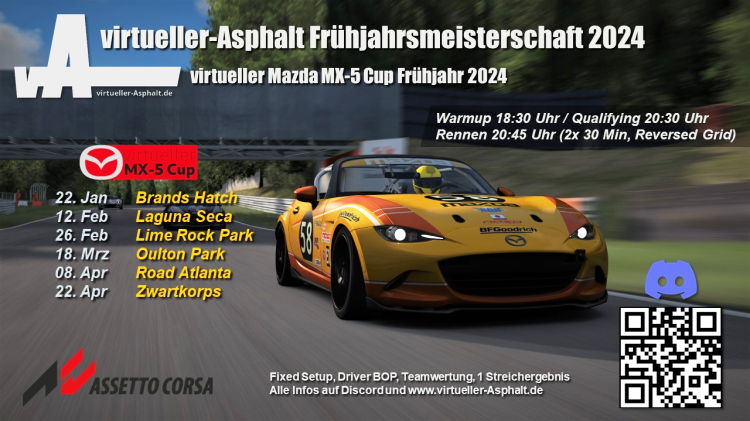 virtueller-Asphalt Frühjahrsmeisterschaft 2024
vA
virtueller-Asphalt.de
virtueller Mazda MX-5 Cup Frühjahr 2024
Warmup 18:30 Uhr / Qualifying 20:30 Uhr
Rennen 20:45 Uhr (2x 30 Min, Reversed Grid)
virtueller
MX-5 Cup
22. Jan Brands Hatch
12. Feb Laguna Seca
26. Feb Lime Rock Park
18. Mrz Oulton Park
08. Apr Road Atlanta
22. Apr Zwartkorps
58
58
BFGoodrich
ASSETTO CORSA
Fixed Setup, Driver BOP, Teamwertung, 1 Streichergebnis
Alle Infos auf Discord und www.virtueller-Asphalt.de